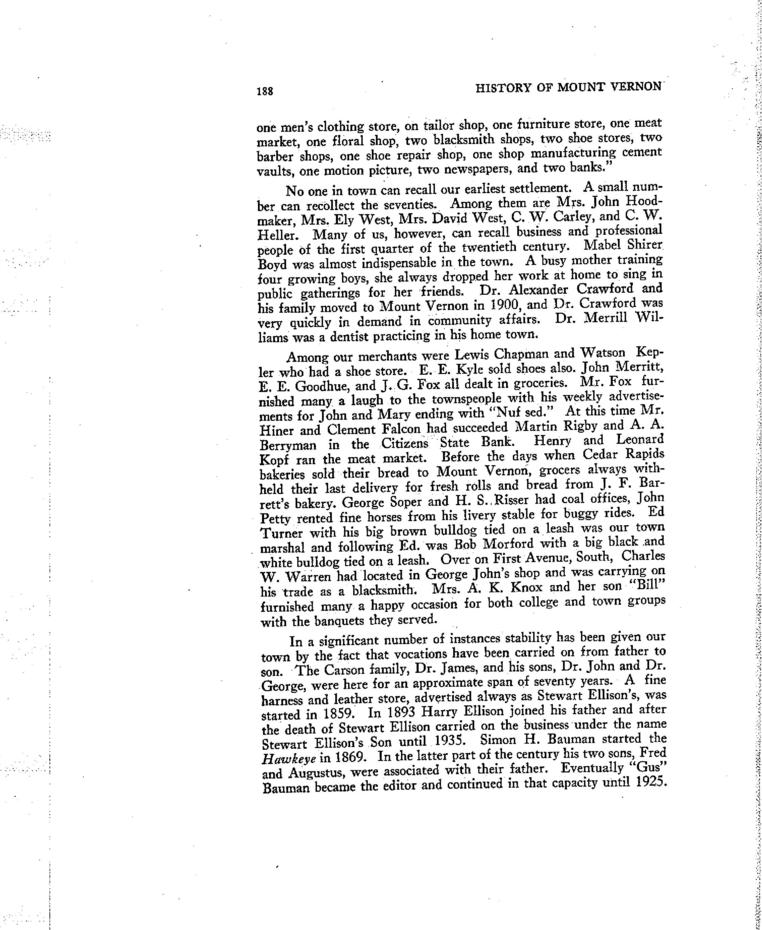 188 HISTORY OF MOUNT VERNON
one men's clothing store, on tailor shop, one furniture store, one meat
market, one floral shop, two blacksmith shops, two shoe stores, two
barber shops, one shoe repair shop, one shop manufacturing cement
vaults, one motion picture, two newspapers, and two banks."
No one in town can recall our earliest settlement. A small num-
ber can recollect the seventies. Among them are Mrs. John Hood-
maker, Mrs. Ely West, Mrs. David West, C. W. Carley, and C. W.
Heller. Many of us, however, can recall business and professional
people of the first quarter of the twentieth century. Mabel Shirer
Boyd was almost indispensable in the town. A busy mother training
four growing boys, she always dropped her work at home to sing in
public gatherings for her friends. Dr. Alexander Crawford and
his family moved to Mount Vernon in 1900, and Dr. Crawford was
very quickly in demand in community affairs. Dr. Merrill Wil-
liams was a dentist practicing in his home town.
Among our merchants were Lewis Chapman and Watson Kep-
ler who had a shoe store. E. E. Kyle sold shoes also. John Merritt,
E. E. Goodhue, and J. G. Fox all dealt in groceries. Mr. Fox fur-
nished many a laugh to the townspeople with his weekly advertise-
ments for John and Mary ending with "Nuf sed." At this time Mr.
Hiner and Clement Falcon had succeeded Martin Rigby and A. A.
Berryman in the Citizens State Bank. Henry and Leonard
Kopf ran the meat market. Before the days when Cedar Rapids
bakeries sold their bread to Mount Vernon, grocers always with-
held their last delivery for fresh rolls and bread from J. F. Bar-
rett's bakery. George Soper and H. S. Risser had coal offices, John
Petty rented fine horses from his livery stable for buggy rides. Ed
Turner with his big brown bulldog tied on a leash was our town
marshal and following Ed. was Bob Morford with a big black and
white bulldog tied on a leash. Over on First Avenue, South, Charles
W. Warren had located in George John's shop and was carrying on
his trade as a blacksmith. Mrs. A. K. Knox and her son "Bill"
furnished many a happy occasion for both college and town groups
with the banquets they served.
In a significant number of instances stability has been given our
town by the fact that vocations have been carried on from father to
son. The Carson family, Dr. James, and his sons, Dr. John and Dr.
George, were here for an approximate span of seventy years. A fine
harness and leather store, advertised always as Stewart Ellison's, was
started in 1859. In 1893 Harry Ellison joined his father and after
the death of Stewart Ellison carried on the business under the name
Stewart Ellison's Son until 1935. Simon H. Bauman started the
Hawkeye in 1869. In the latter part of the century his two sons, Fred
and Augustus, were associated with their father. Eventually "Gus"
Bauman became the editor and continued in that capacity until 1925.